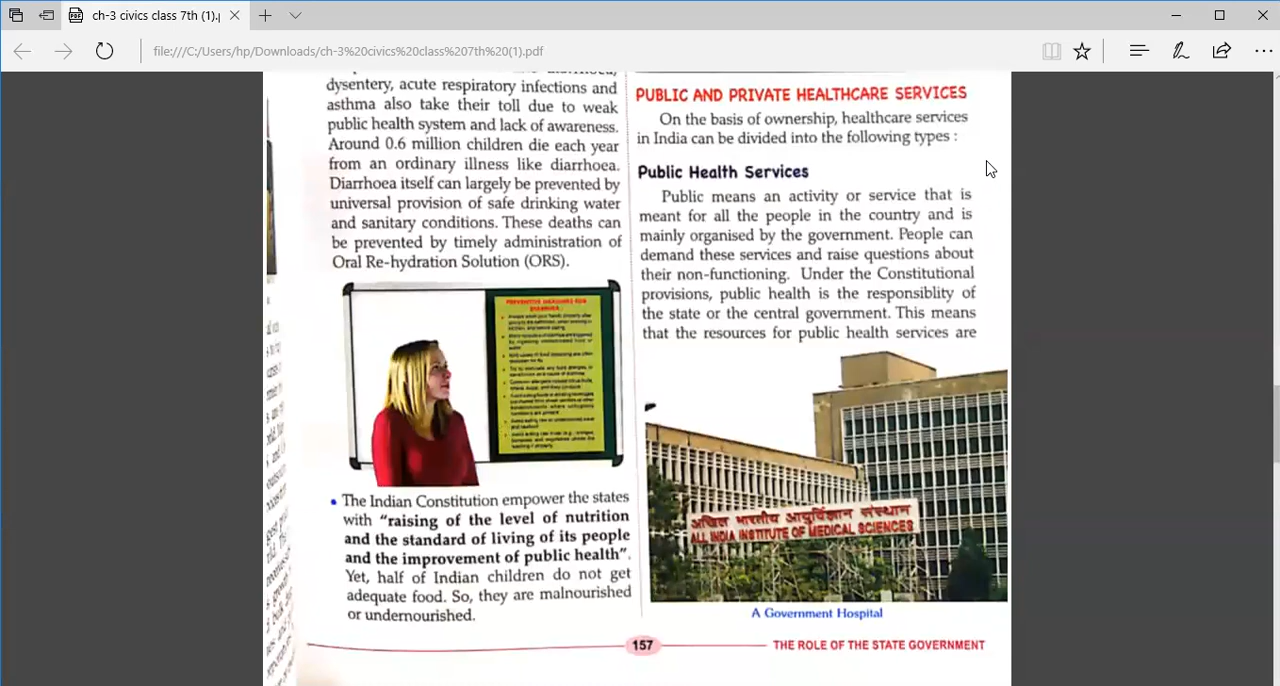 ch-3 civics class 7th (1).p
file:///C:/Users/hp/Downloads/ch-3%20civics%20class%207th%20(1).pdf
dysentery, acute respiratory infections and
asthma also take their toll due to weak
public health system and lack of awareness.
Around 0.6 million children die each year
from an ordinary illness like diarrhoea.
Diarrhoea itself can largely be prevented by
universal provision of safe drinking water
and sanitary conditions. These deaths can
be prevented by timely administration of
Oral Re-hydration Solution (ORS).
PREVENTIVE MEASURES FOR
DIARRHOEA
• The Indian Constitution empower the states
with “raising of the level of nutrition
and the standard of living of its people
and the improvement of public health”.
Yet, half of Indian children do not get
adequate food. So, they are malnourished
or undernourished.
PUBLIC AND PRIVATE HEALTHCARE SERVICES
On the basis of ownership, healthcare services
in India can be divided into the following types :
Public Health Services
Public means an activity or service that is
meant for all the people in the country and is
mainly organised by the government. People can
demand these services and raise questions about
their non-functioning. Under the Constitutional
provisions, public health is the responsiblity of
the state or the central government. This means
that the resources for public health services are
अखिल भारतीय आयुर्विज्ञान संस्थान
ALL INDIA INSTITUTE OF MEDICAL SCIENCES
A Government Hospital
157
THE ROLE OF THE STATE GOVERNMENT